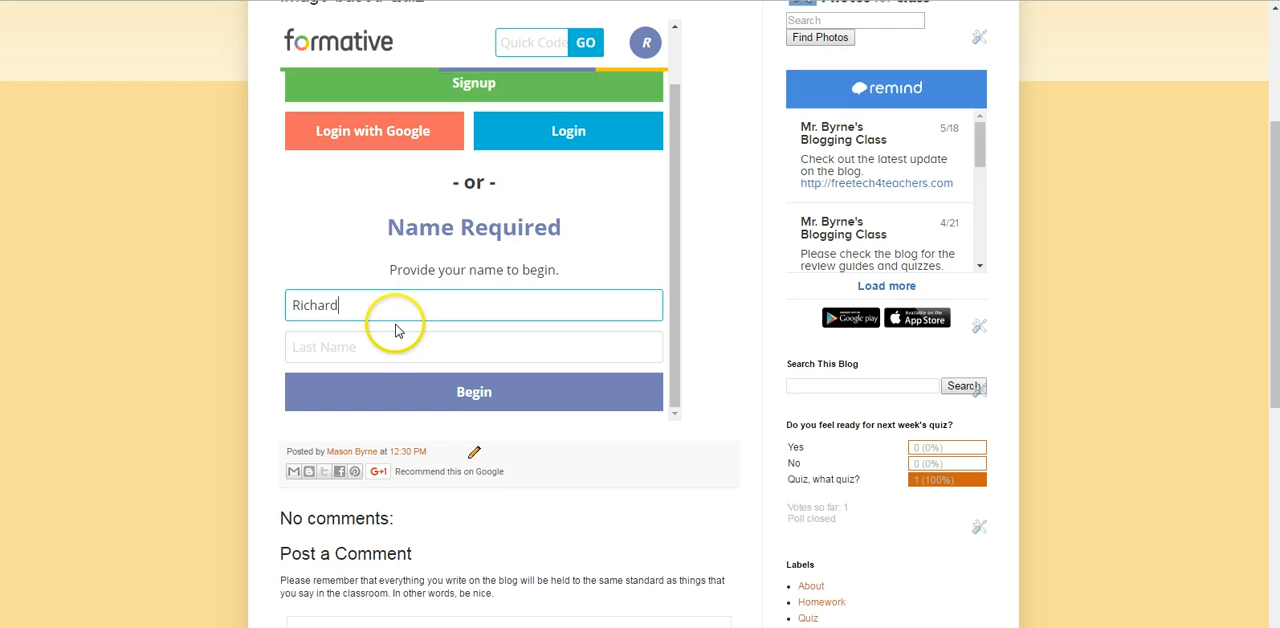 formative
Quick Code
GO
R
Signup
Login with Google
Login
- or -
Name Required
Provide your name to begin.
Richard
Last Name
Begin
Posted by Mason Byrne at 12:30 PM
G+1 Recommend this on Google
No comments:
Post a Comment
Please remember that everything you write on the blog will be held to the same standard as things that
you say in the classroom. In other words, be nice.
Search
Find Photos
remind
Mr. Byrne's
Blogging Class
5/18
Check out the latest update
on the blog.
http://freetech4teachers.com
Mr. Byrne's
Blogging Class
4/21
Please check the blog for the
review guides and quizzes.
Load more
Google play
Available on the
App Store
Search This Blog
Search
Do you feel ready for next week's quiz?
Yes 0 (0%)
No 0 (0%)
Quiz, what quiz? 1 (100%)
Votes so far: 1
Poll closed
Labels
About
Homework
Quiz